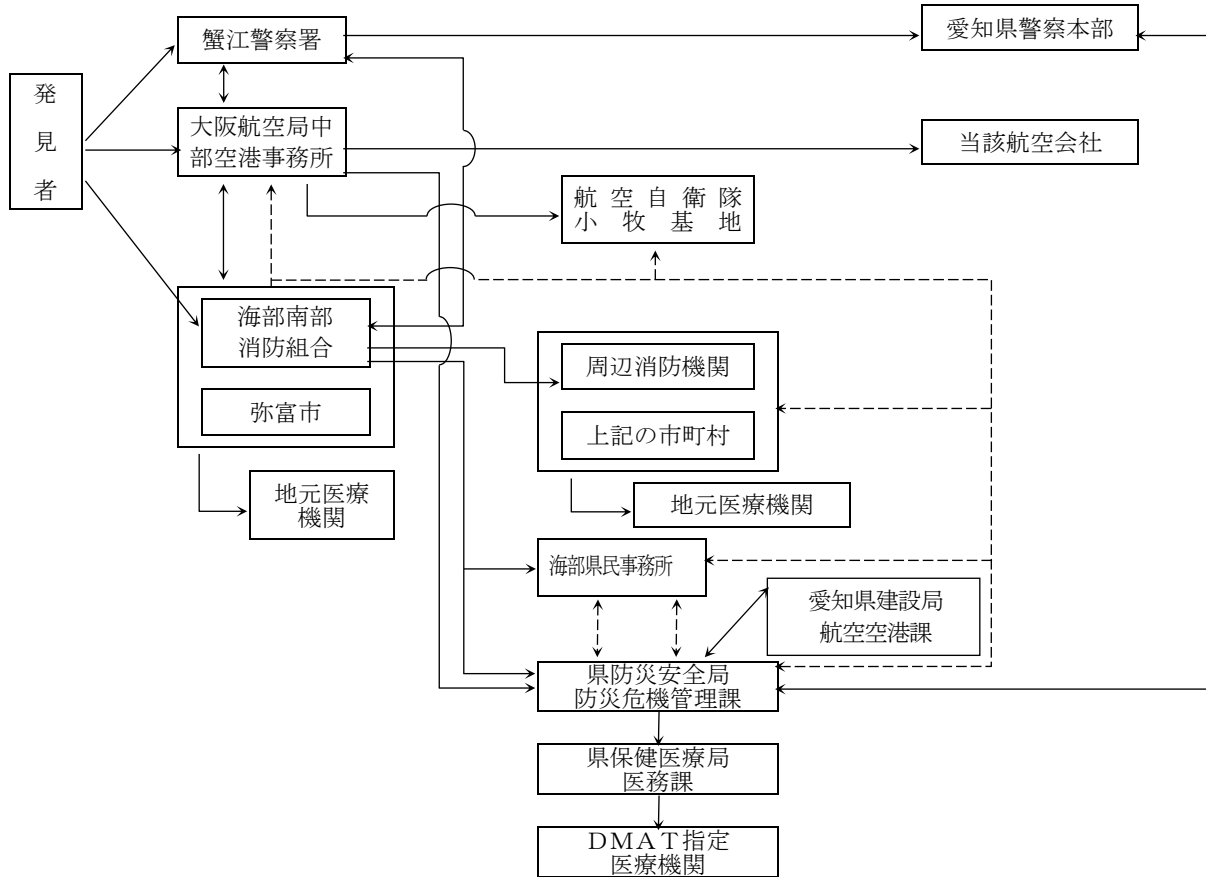 蟹江警察署
愛知県警察本部
発
見
者
大阪航空局中
部空港事務所
当該航空会社
航空自衛隊
小牧基地
海部南部
消防組合
周辺消防機関
弥富市
上記の市町村
地元医療
機関
地元医療機関
海部県民事務所
愛知県建設局
航空空港課
県防災安全局
防災危機管理課
県保健医療局
医務課
ＤＭＡＴ指定
医療機関